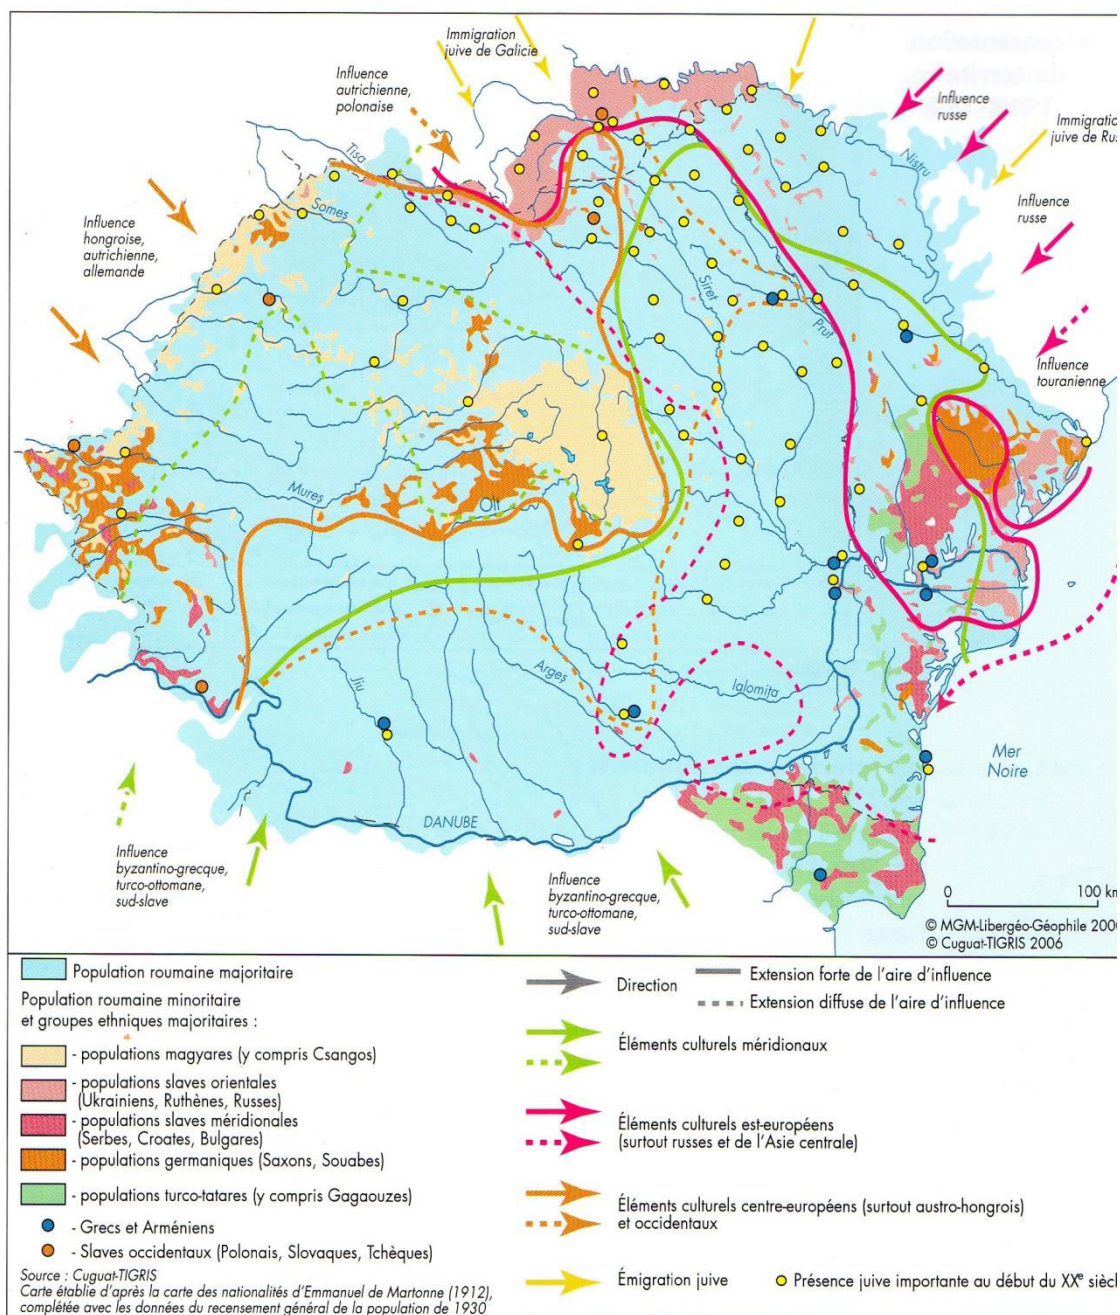 Immigration
juive de Galicie
Influence
autrichienne,
polonaise
Influence
russe
Immigration
juive de Rus
Nistru
Tisa
Someş
Influence
russe
Influence
hongroise,
autrichienne,
allemande
Siret
Prut
Influence
touranienne
Mureş
Olt
Jiu
Argeş
Ialomiţa
Mer
Noire
DANUBE
Influence
byzantino-grecque,
turco-ottomane,
sud-slave
Influence
byzantino-grecque,
turco-ottomane,
sud-slave
0 100 km
© MGM-Libergéo-Géophile 2006
© Cuguat-TIGRIS 2006
Population roumaine majoritaire
Population roumaine minoritaire
et groupes ethniques majoritaires :
- populations magyares (y compris Csangos)
- populations slaves orientales
(Ukrainiens, Ruthènes, Russes)
- populations slaves méridionales
(Serbes, Croates, Bulgares)
- populations germaniques (Saxons, Souabes)
- populations turco-tatares (y compris Gagaouzes)
- Grecs et Arméniens
- Slaves occidentaux (Polonais, Slovaques, Tchèques)
Source : Cuguat-TIGRIS
Carte établie d'après la carte des nationalités d'Emmanuel de Martonne (1912),
complétée avec les données du recensement général de la population de 1930
Direction
Extension forte de l'aire d'influence
Extension diffuse de l'aire d'influence
Éléments culturels méridionaux
Éléments culturels est-européens
(surtout russes et de l'Asie centrale)
Éléments culturels centre-européens (surtout austro-hongrois)
et occidentaux
Émigration juive
Présence juive importante au début du XXe siècl